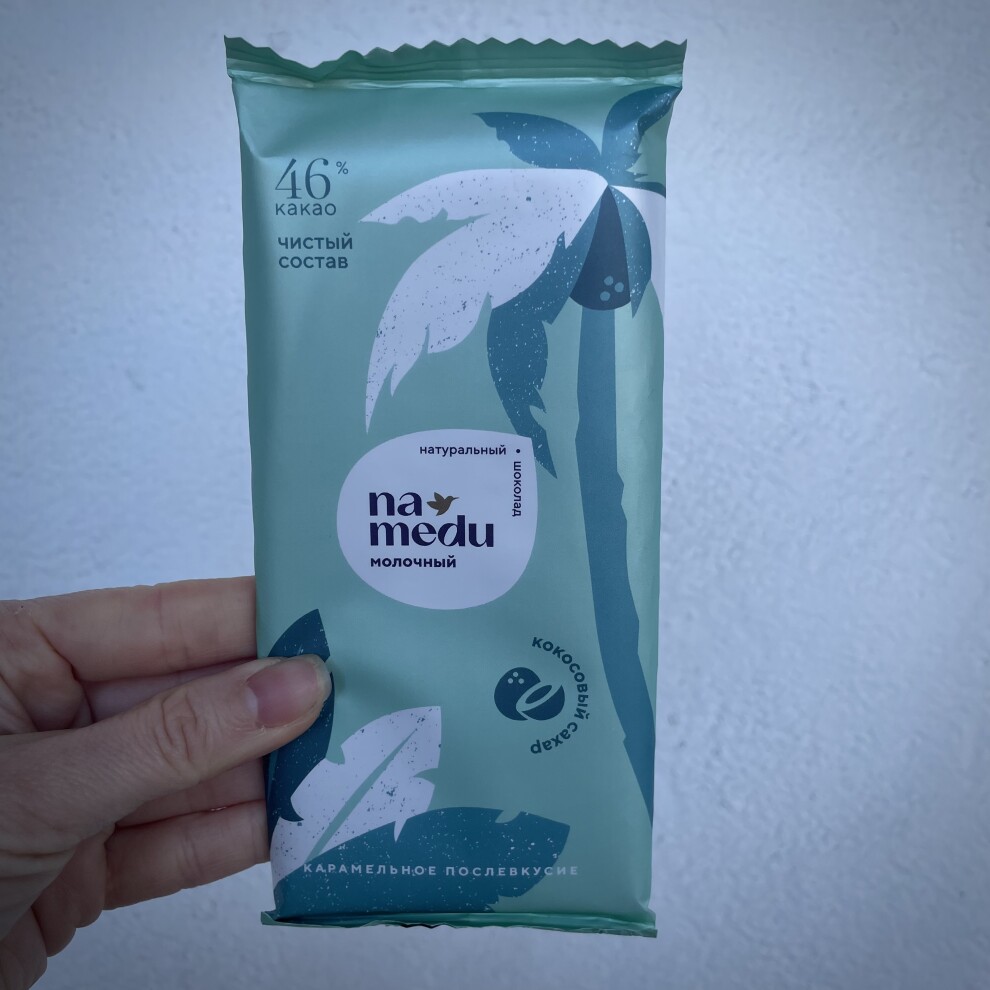 46%
какао
чистый
состав
натуральный • шоколад
na
medu
молочный
кокосовый сахар
КАРАМЕЛЬНОЕ ПОСЛЕВКУСИЕ